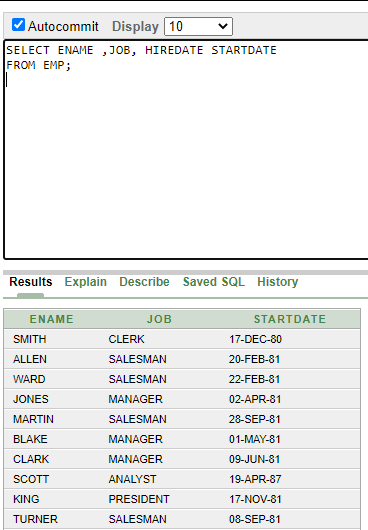 Autocommit Display 10
SELECT ENAME ,JOB, HIREDATE STARTDATE
FROM EMP;
Results Explain Describe Saved SQL History
ENAME JOB STARTDATE
SMITH CLERK 17-DEC-80
ALLEN SALESMAN 20-FEB-81
WARD SALESMAN 22-FEB-81
JONES MANAGER 02-APR-81
MARTIN SALESMAN 28-SEP-81
BLAKE MANAGER 01-MAY-81
CLARK MANAGER 09-JUN-81
SCOTT ANALYST 19-APR-87
KING PRESIDENT 17-NOV-81
TURNER SALESMAN 08-SEP-81